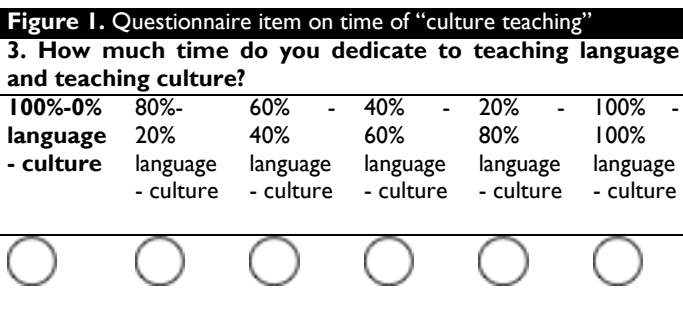 Figure 1. Questionnaire item on time of “culture teaching”
3. How much time do you dedicate to teaching language
and teaching culture?
100%-0% 80%- 60% - 40% - 20% - 100% -
language 20% 40% 60% 80% 100%
- culture language language language language language
- culture - culture - culture - culture - culture